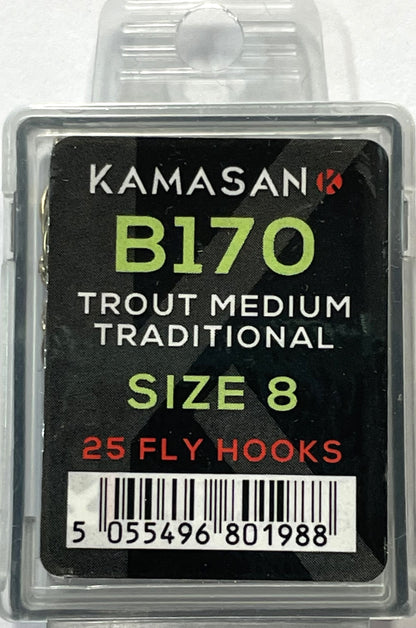 KAMASAN K
B170
TROUT MEDIUM
TRADITIONAL
SIZE 8
25 FLY HOOKS
5 055496 801988